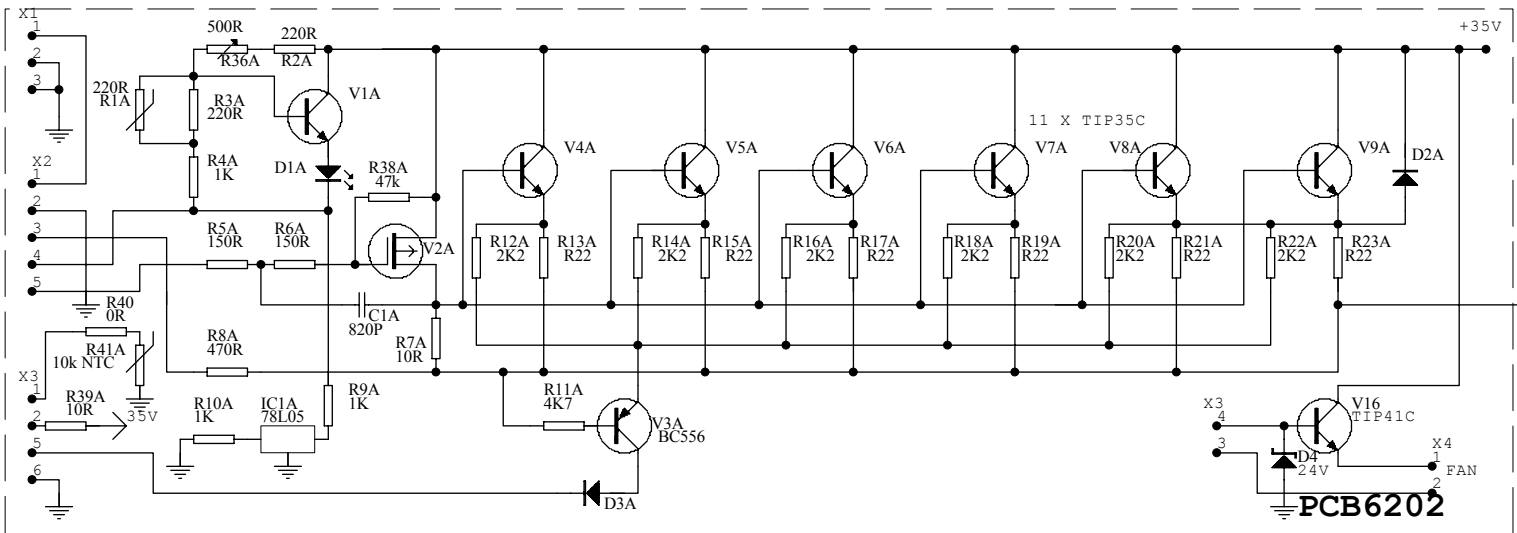 X1
1
2
3
500R
R36A
220R
R2A
+35V
220R
R1A
R3A
220R
V1A
11 X TIP35C
X2
1
2
3
4
5
R4A
1K
D1A
R38A
47k
V4A
V5A
V6A
V7A
V8A
V9A
D2A
R5A
150R
R6A
150R
V2A
R12A
2K2
R13A
R22
R14A
2K2
R15A
R22
R16A
2K2
R17A
R22
R18A
2K2
R19A
R22
R20A
2K2
R21A
R22
R22A
2K2
R23A
R22
R40
0R
C1A
820P
R41A
10k NTC
R8A
470R
R7A
10R
X3
1
2
5
6
R39A
10R
35V
R10A
1K
IC1A
78L05
R9A
1K
R11A
4K7
V3A
BC556
D3A
X3
4
3
V16
TIP41C
D4
24V
X4
1
2
FAN
PCB6202